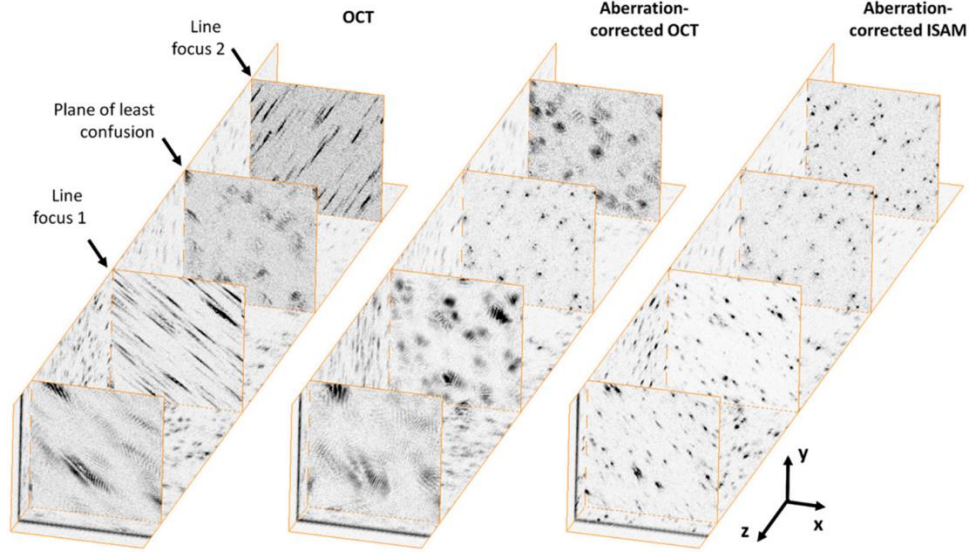 OCT
Aberration-
corrected OCT
Aberration-
corrected ISAM
Line
focus 2
Plane of least
confusion
Line
focus 1
y
x
z